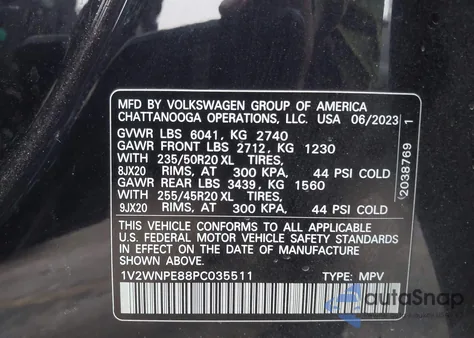 MFD BY VOLKSWAGEN GROUP OF AMERICA
CHATTANOOGA OPERATIONS, LLC. USA 06/2023
GVWR LBS 6041, KG 2740
GAWR FRONT LBS 2712, KG 1230
WITH 235/50R20 XL TIRES,
8JX20 RIMS, AT 300 KPA, 44 PSI COLD
GAWR REAR LBS 3439, KG 1560
WITH 255/45R20 XL TIRES,
9JX20 RIMS, AT 300 KPA, 44 PSI COLD
THIS VEHICLE CONFORMS TO ALL APPLICABLE
U.S. FEDERAL MOTOR VEHICLE SAFETY STANDARDS
IN EFFECT ON THE DATE OF MANUFACTURE
SHOWN ABOVE.
1V2WNPE88PC035511 TYPE: MPV
2038769 1
autaSnap